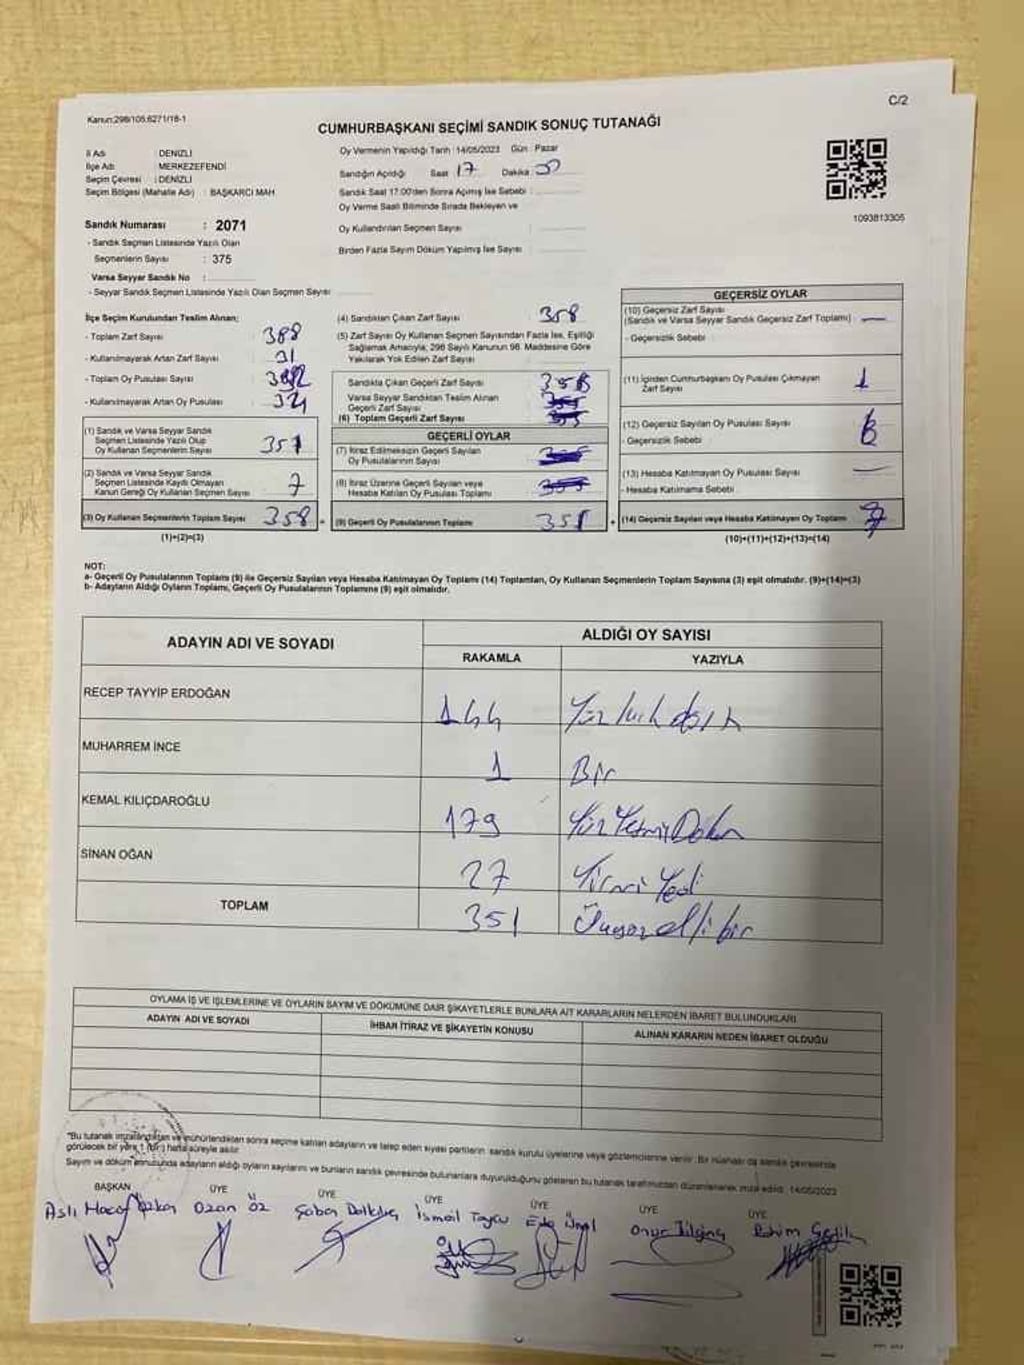 C/2
Kanun:298/105,6271/18-1
CUMHURBAŞKANI SEÇİMİ SANDIK SONUÇ TUTANAĞI
İl Adı : DENİZLİ
İlçe Adı : MERKEZEFENDİ
Seçim Çevresi : DENİZLİ
Seçim Bölgesi (Mahalle Adı) : BAŞKARCI MAH.
Sandık Numarası : 2071
- Sandık Seçmen Listesinde Yazılı Olan
Seçmenlerin Sayısı : 375
Varsa Seyyar Sandık No :
- Seyyar Sandık Seçmen Listesinde Yazılı Olan Seçmen Sayısı
Oy Vermenin Yapıldığı Tarih : 14/05/2023 Gün : Pazar
Sandığın Açıldığı Saat 17 Dakika
Sandık Saat 17:00'den Sonra Açmış İse Sebebi :
Oy Verme Saati Bitiminde Sırada Bekleyen ve
Oy Kullandırılan Seçmen Sayısı :
Birden Fazla Sayım Döküm Yapılmış İse Sayısı :
1093813305
İlçe Seçim Kurulundan Teslim Alınan;
- Toplam Zarf Sayısı 388
- Kullanılmayarak Artan Zarf Sayısı 31
- Toplam Oy Pusulası Sayısı
- Kullanılmayarak Artan Oy Pusulası
(1) Sandık ve Varsa Seyyar Sandık
Seçmen Listesinde Yazılı Olup
Oy Kullanan Seçmenlerin Sayısı 351
(2) Sandık ve Varsa Seyyar Sandık
Seçmen Listesinde Kaydı Olmayan
Kanun Gereği Oy Kullanan Seçmen Sayısı 7
(3) Oy Kullanan Seçmenlerin Toplam Sayısı 358 =
(1)+(2)=(3)
(4) Sandıktan Çıkan Zarf Sayısı 358
(5) Zarf Sayısı Oy Kullanan Seçmen Sayısından Fazla İse, Eşitliği
Sağlamak Amacıyla; 298 Sayılı Kanunun 98. Maddesine Göre
Yakılarak Yok Edilen Zarf Sayısı
Sandıkta Çıkan Geçerli Zarf Sayısı 358
Varsa Seyyar Sandıktan Teslim Alınan
Geçerli Zarf Sayısı
(6) Toplam Geçerli Zarf Sayısı
GEÇERLİ OYLAR
(7) İtiraz Edilmeksizin Geçerli Sayılan
Oy Pusulalarının Sayısı
(8) İtiraz Üzerine Geçerli Sayılan veya
Hesaba Katılan Oy Pusulası Toplamı
(9) Geçerli Oy Pusulalarının Toplamı 351 +
GEÇERSİZ OYLAR
(10) Geçersiz Zarf Sayısı
(Sandık ve Varsa Seyyar Sandık Geçersiz Zarf Toplamı) —
- Geçersizlik Sebebi :
(11) İçinden Cumhurbaşkanı Oy Pusulası Çıkmayan
Zarf Sayısı 1
(12) Geçersiz Sayılan Oy Pusulası Sayısı
- Geçersizlik Sebebi :
(13) Hesaba Katılmayan Oy Pusulası Sayısı —
- Hesaba Katılmama Sebebi :
(14) Geçersiz Sayılan veya Hesaba Katılmayan Oy Toplamı
(10)+(11)+(12)+(13)=(14)
NOT:
a- Geçerli Oy Pusulalarının Toplamı (9) ile Geçersiz Sayılan veya Hesaba Katılmayan Oy Toplamı (14) Toplamları, Oy Kullanan Seçmenlerin Toplam Sayısına (3) eşit olmalıdır. (9)+(14)=(3)
b- Adayların Aldığı Oyların Toplamı, Geçerli Oy Pusulalarının Toplamına (9) eşit olmalıdır.
ADAYIN ADI VE SOYADI
ALDIĞI OY SAYISI
RAKAMLA YAZIYLA
RECEP TAYYİP ERDOĞAN 144 Yüz kırk dört
MUHARREM İNCE 1 Bir
KEMAL KILIÇDAROĞLU 179 Yüz Yetmiş Dokuz
SİNAN OĞAN 27 Yirmi Yedi
TOPLAM 351 Üçyüz elli bir
OYLAMA İŞ VE İŞLEMLERİNE VE OYLARIN SAYIM VE DÖKÜMÜNE DAİR ŞİKAYETLERLE BUNLARA AİT KARARLARIN NELERDEN İBARET BULUNDUKLARI
ADAYIN ADI VE SOYADI İHBAR İTİRAZ VE ŞİKAYETİN KONUSU ALINAN KARARIN NEDEN İBARET OLDUĞU
*Bu tutanak imzalandıktan ve mühürlendikten sonra seçime katılan adayların ve talep eden siyasi partilerin sandık kurulu üyelerine veya gözlemcilerine verilir. Bir nüshası da sandık çevresinde
görülecek bir yere 1 (bir) hafta süreyle asılır.
Sayım ve döküm sonucunda adayların aldığı oyların sayılarını ve bunların sandık çevresinde bulunanlara duyurulduğunu gösteren bu tutanak tarafımızdan düzenlenerek imza edildi. 14/05/2023
BAŞKAN ÜYE ÜYE ÜYE ÜYE ÜYE ÜYE
Aslı Ozan Öz Şaban İsmail Eda Ünal Onur Bilginç